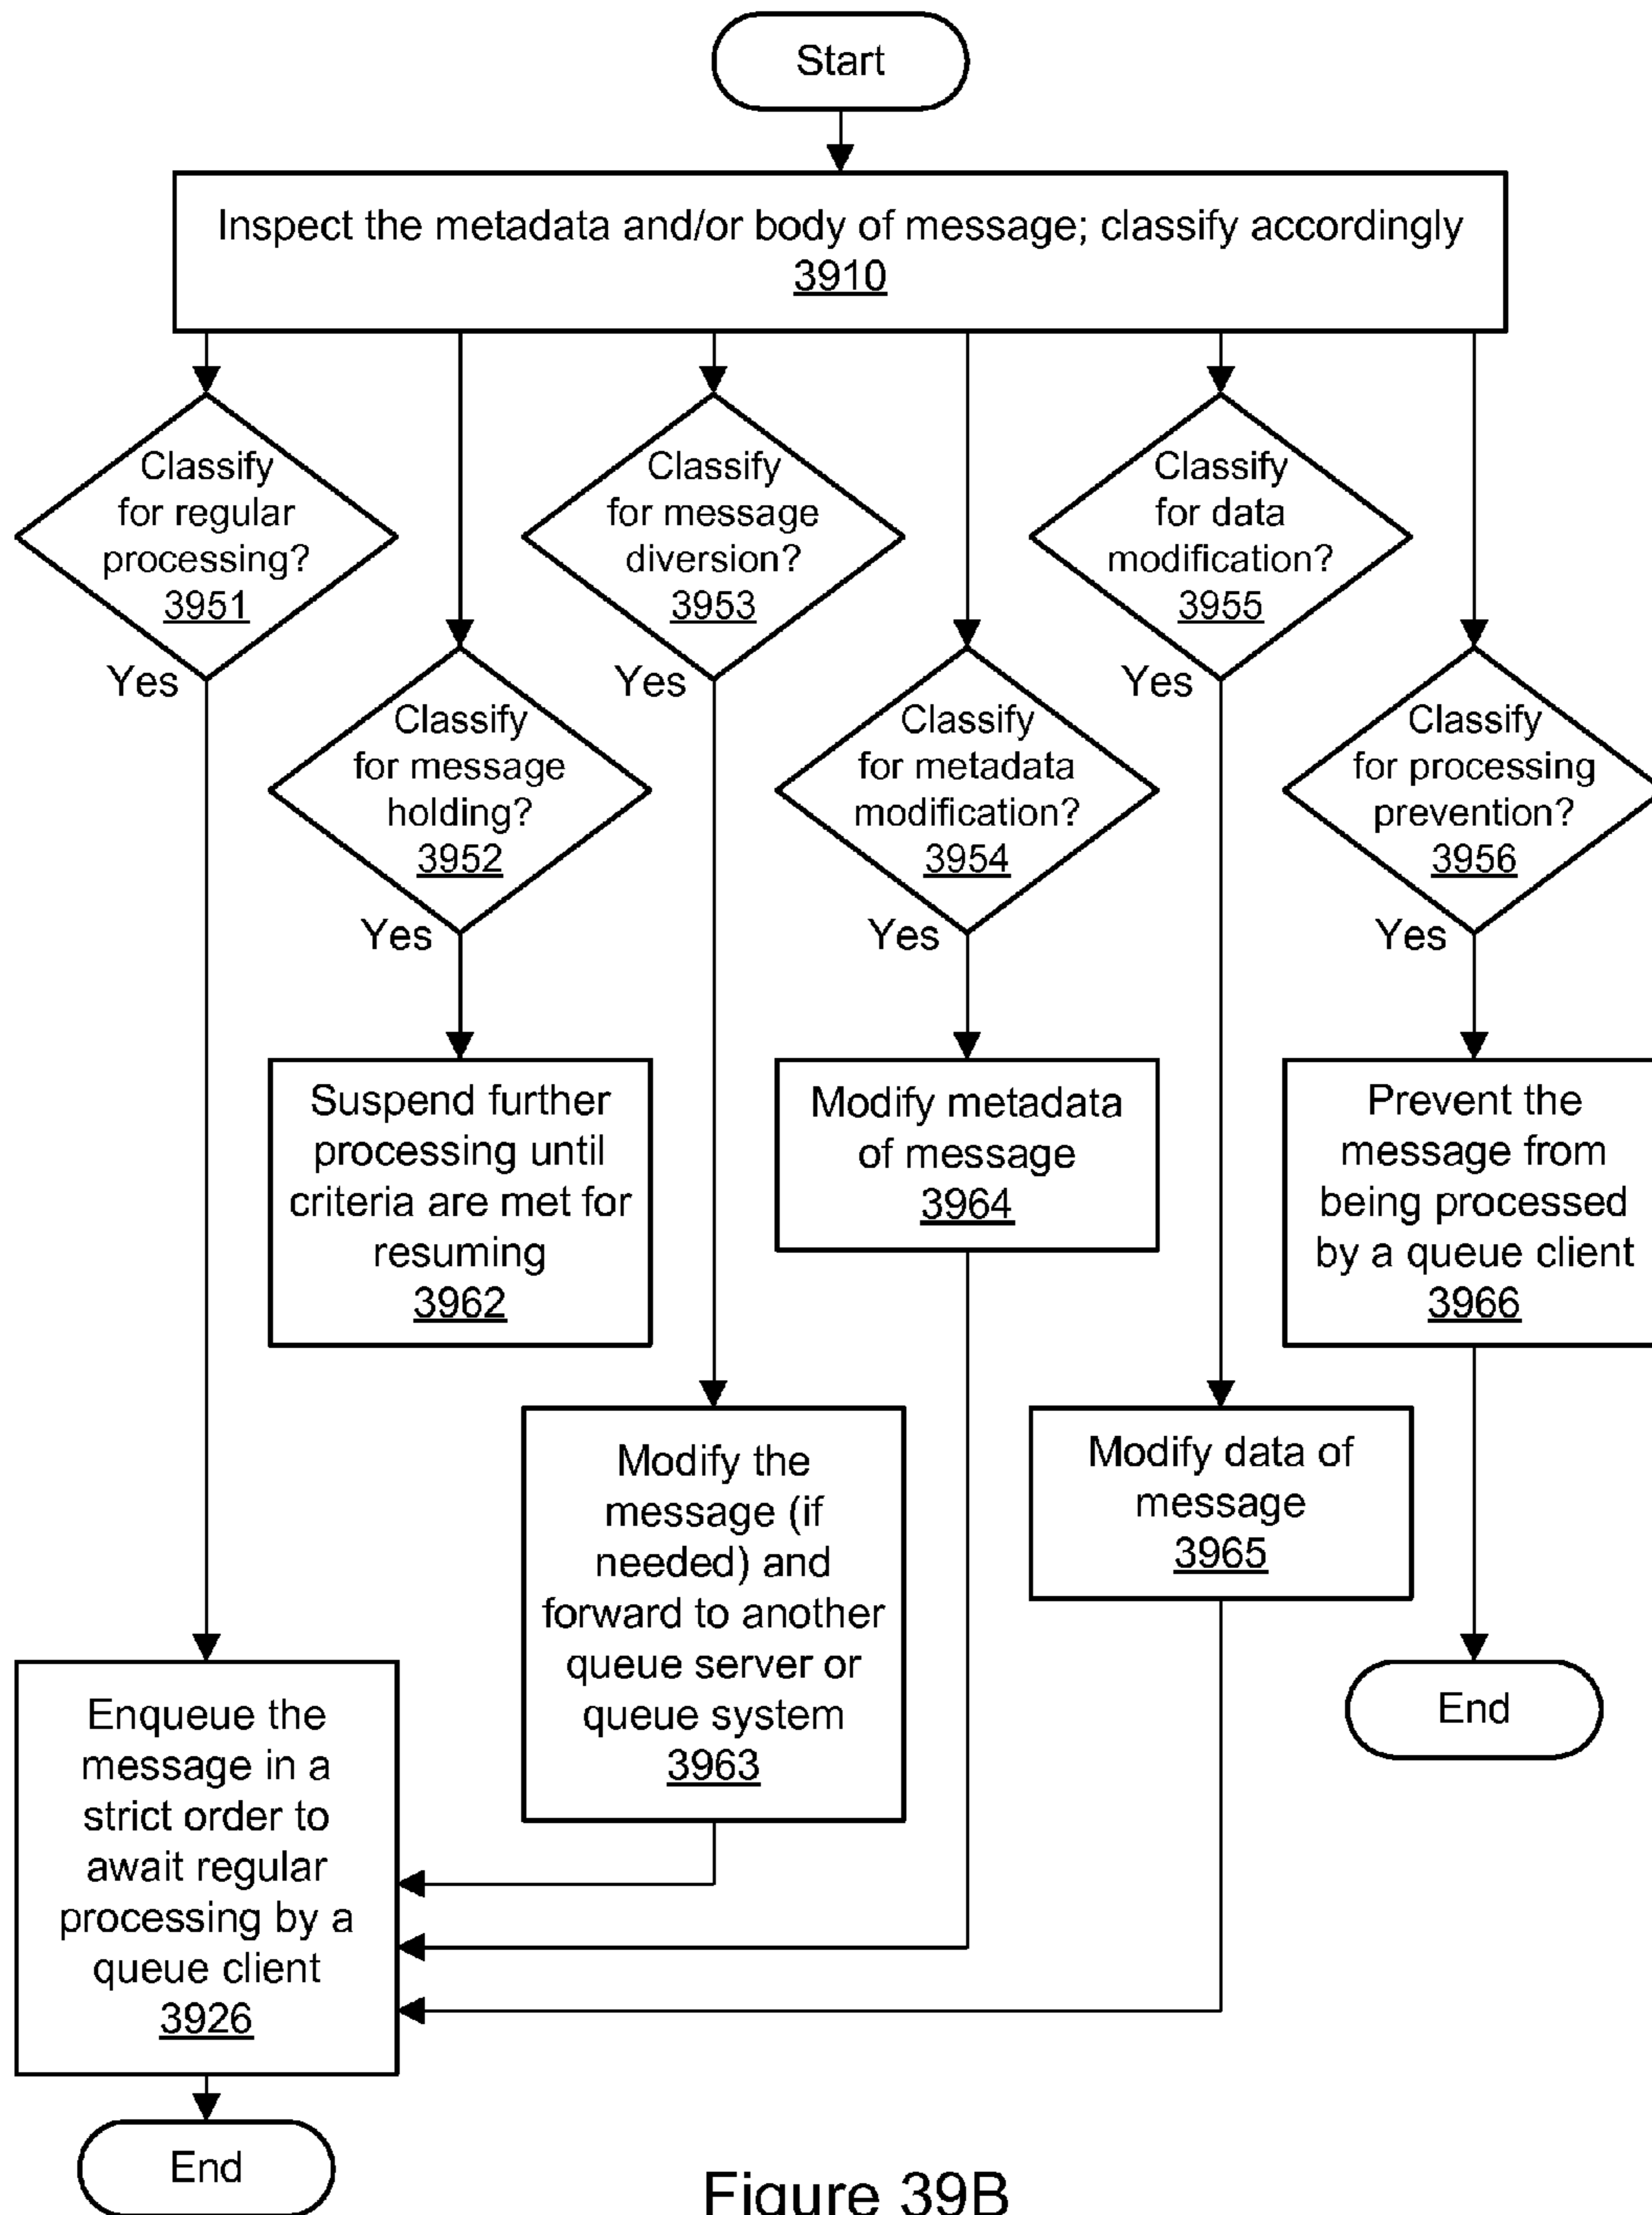 Start
Inspect the metadata and/or body of message; classify accordingly
3910
Classify
for regular
processing?
3951
Yes
Classify
for message
holding?
3952
Yes
Classify
for message
diversion?
3953
Yes
Classify
for metadata
modification?
3954
Yes
Classify
for data
modification?
3955
Yes
Classify
for processing
prevention?
3956
Yes
Suspend further
processing until
criteria are met for
resuming
3962
Modify metadata
of message
3964
Prevent the
message from
being processed
by a queue client
3966
Modify the
message (if
needed) and
forward to another
queue server or
queue system
3963
Modify data of
message
3965
End
Enqueue the
message in a
strict order to
await regular
processing by a
queue client
3926
End
Figure 39B